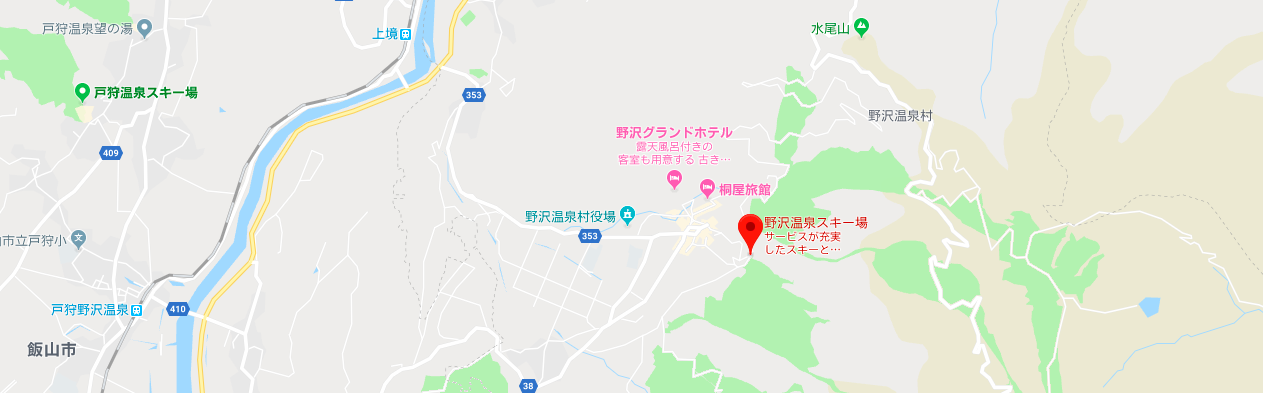 戸狩温泉望の湯
上境
水尾山
戸狩温泉スキー場
353
野沢温泉村
409
野沢グランドホテル
露天風呂付きの
客室も用意する 古き…
桐屋旅館
野沢温泉村役場
353
野沢温泉スキー場
サービスが充実
したスキーと…
市立戸狩小
戸狩野沢温泉
410
飯山市
38